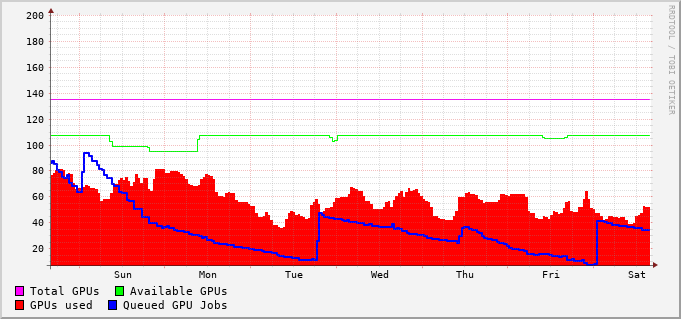 200
180
160
140
120
100
80
60
40
20
Sun Mon Tue Wed Thu Fri Sat
Total GPUs Available GPUs
GPUs used Queued GPU Jobs
RRDTOOL / TOBI OETIKER